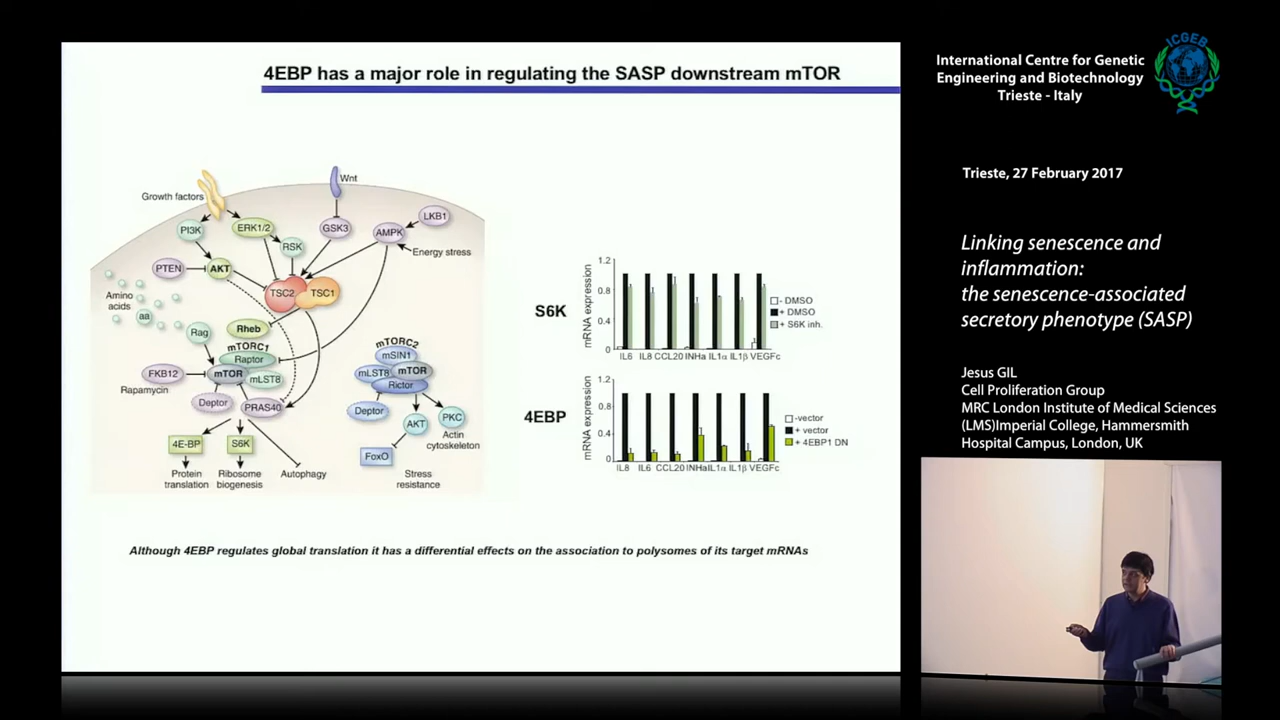 4EBP has a major role in regulating the SASP downstream mTOR
Growth factors
Wnt
PI3K
ERK1/2
GSK3
LKB1
AMPK
RSK
Energy stress
PTEN
AKT
TSC2
TSC1
Amino
acids
aa
Rag
Rheb
mTORC1
Raptor
mTOR
mLST8
FKB12
Rapamycin
Deptor
PRAS40
mTORC2
mSIN1
mLST8
mTOR
Rictor
Deptor
AKT
PKC
Actin
cytoskeleton
FoxO
Stress
resistance
4E-BP
S6K
Protein
translation
Ribosome
biogenesis
Autophagy
S6K
mRNA expression
1.2
0.8
0.4
0
IL6 IL8 CCL20 INHa IL1α IL1β VEGFc
- DMSO
+ DMSO
+ S6K inh.
4EBP
mRNA expression
1.2
0.8
0.4
0
IL8 IL6 CCL20 INHa IL1α IL1β VEGFc
-vector
+ vector
+ 4EBP1 DN
Although 4EBP regulates global translation it has a differential effects on the association to polysomes of its target mRNAs
International Centre for Genetic
Engineering and Biotechnology
Trieste - Italy
ICGEB
Trieste, 27 February 2017
Linking senescence and
inflammation:
the senescence-associated
secretory phenotype (SASP)
Jesus GIL
Cell Proliferation Group
MRC London Institute of Medical Sciences
(LMS)Imperial College, Hammersmith
Hospital Campus, London, UK